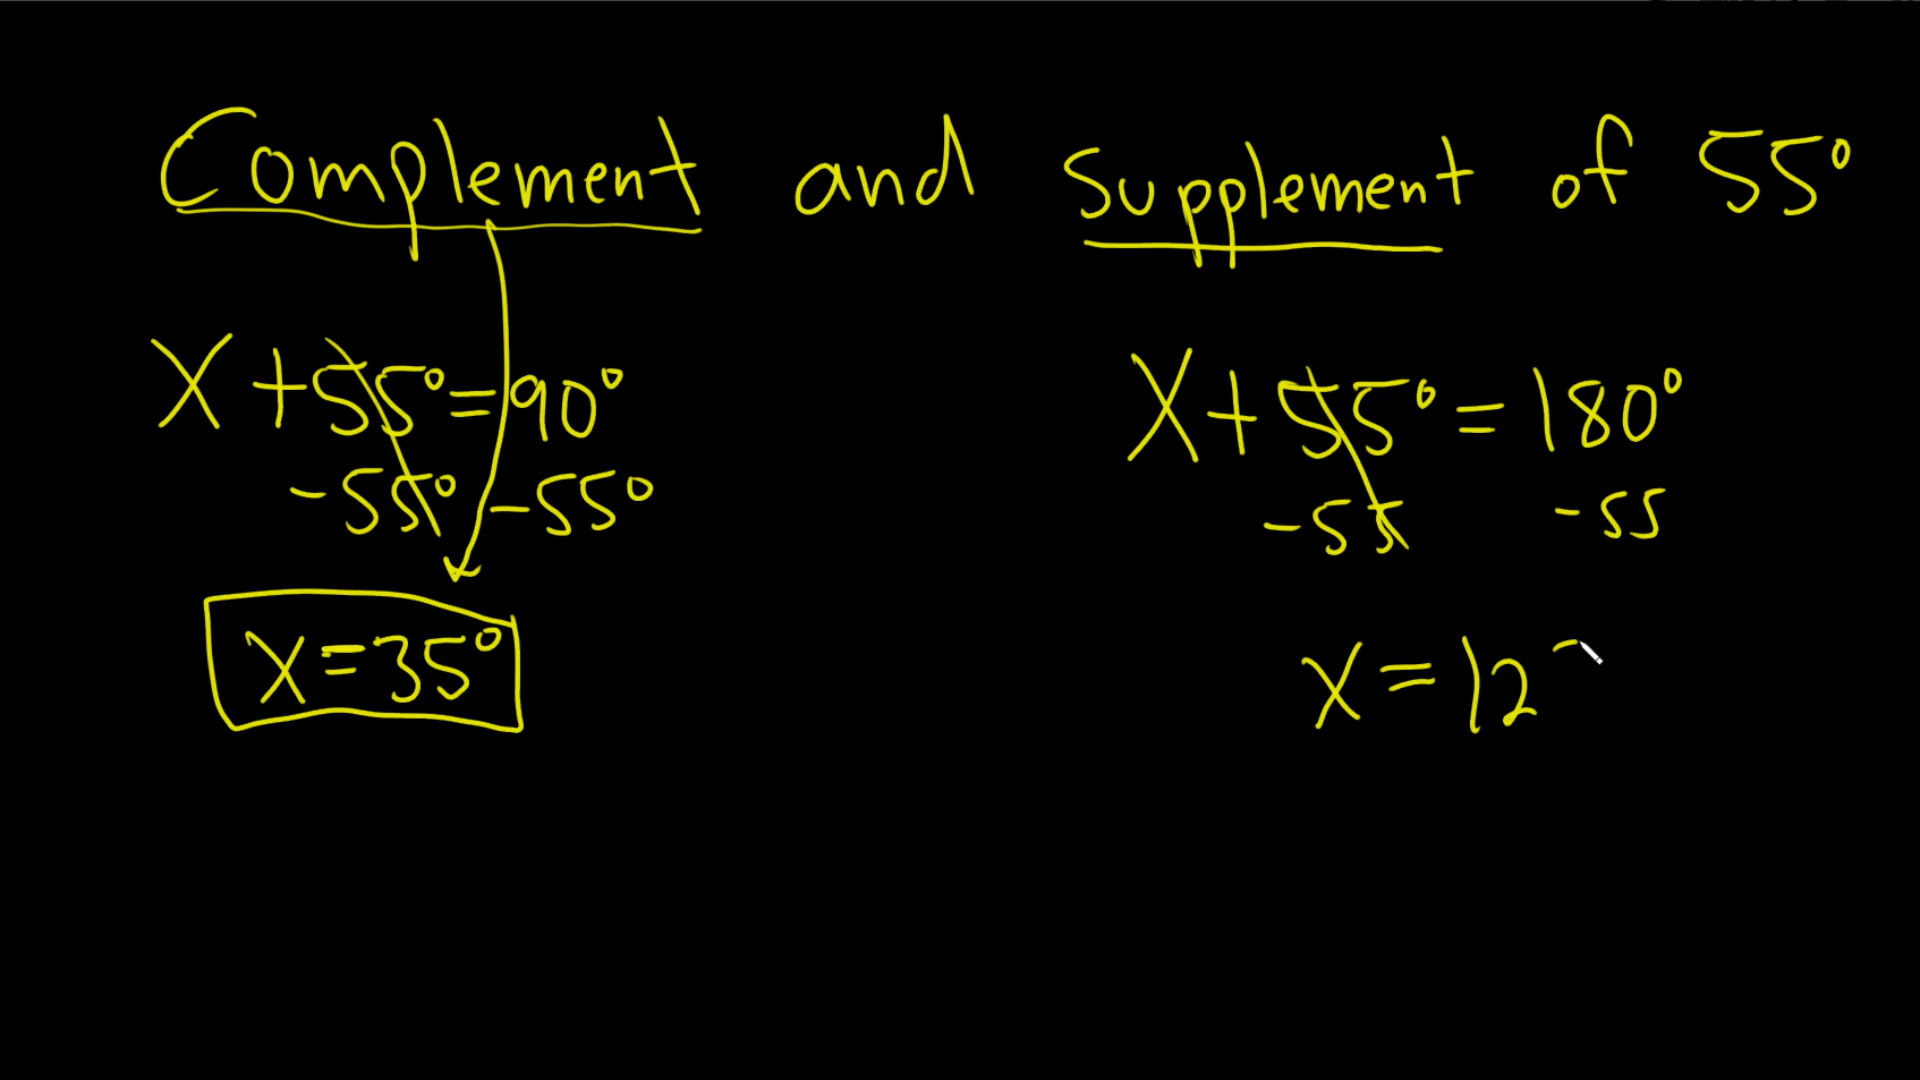 Complement and Supplement of 55°
X + 55° = 90°
-55° -55°
X = 35°
X + 55° = 180°
-55 -55
X = 12